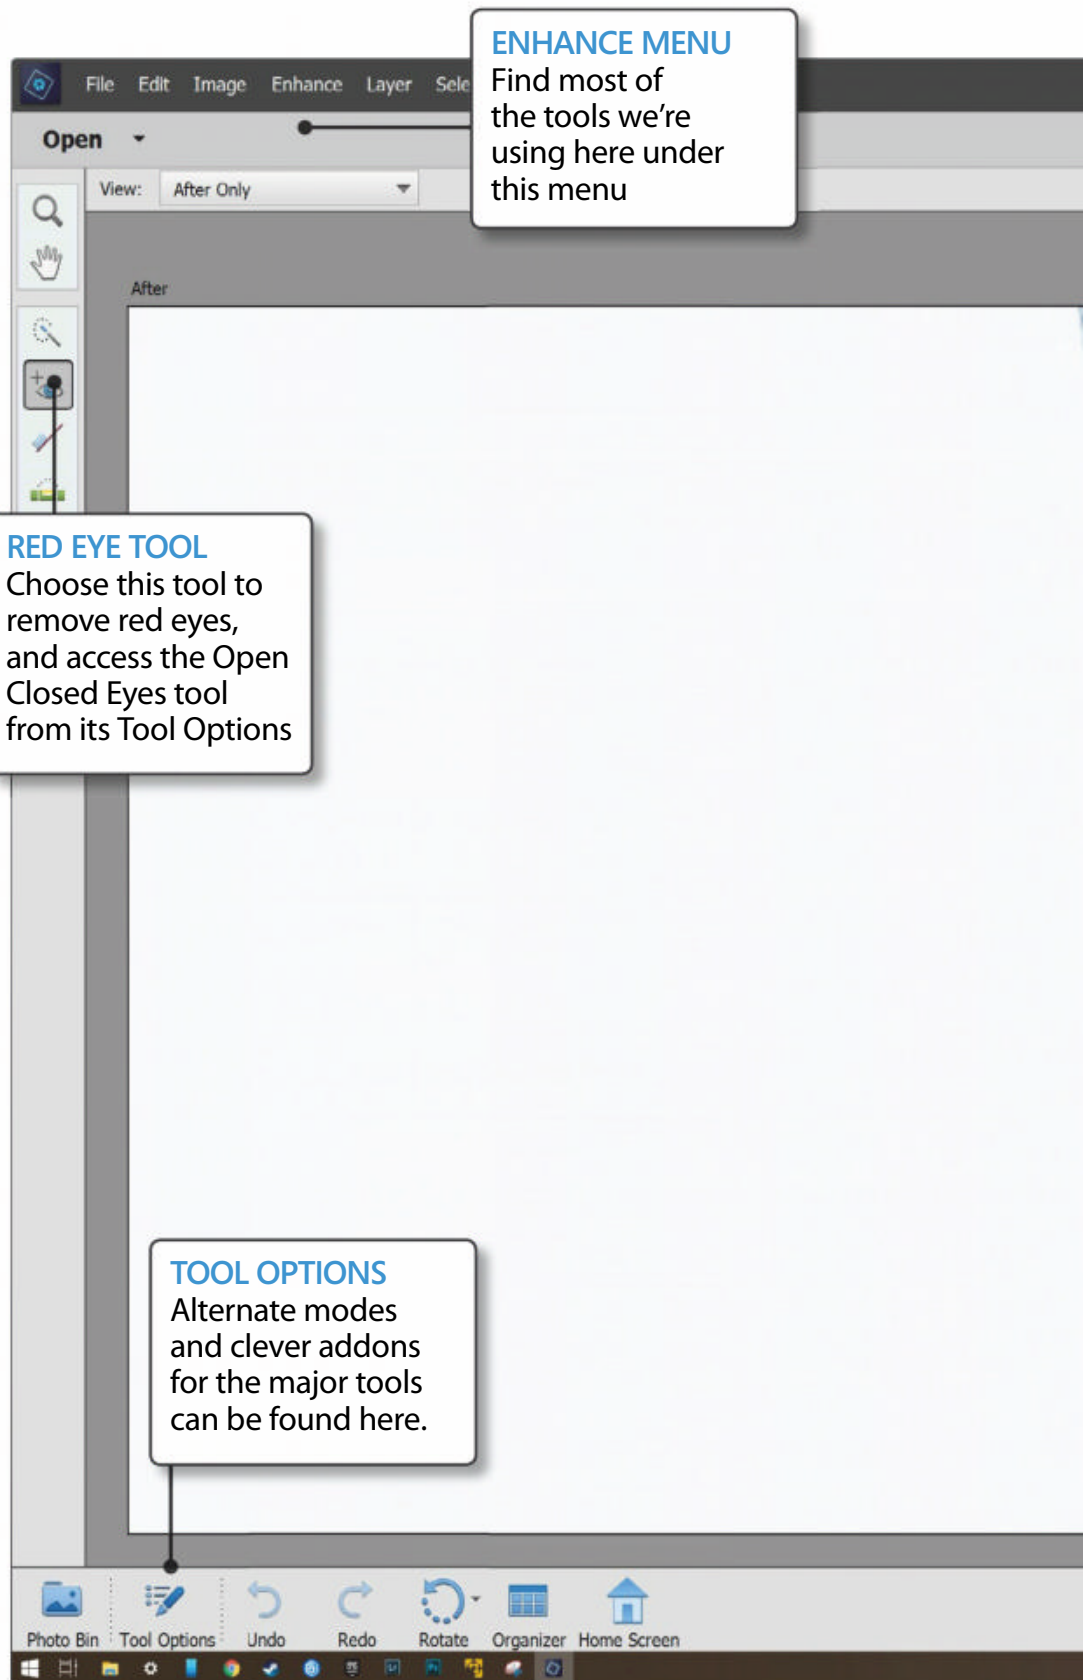 ENHANCE MENU
Find most of
the tools we're
using here under
this menu
File Edit Image Enhance Layer Sele
Open
View: After Only
After
RED EYE TOOL
Choose this tool to
remove red eyes,
and access the Open
Closed Eyes tool
from its Tool Options
TOOL OPTIONS
Alternate modes
and clever addons
for the major tools
can be found here.
Photo Bin Tool Options Undo Redo Rotate Organizer Home Screen